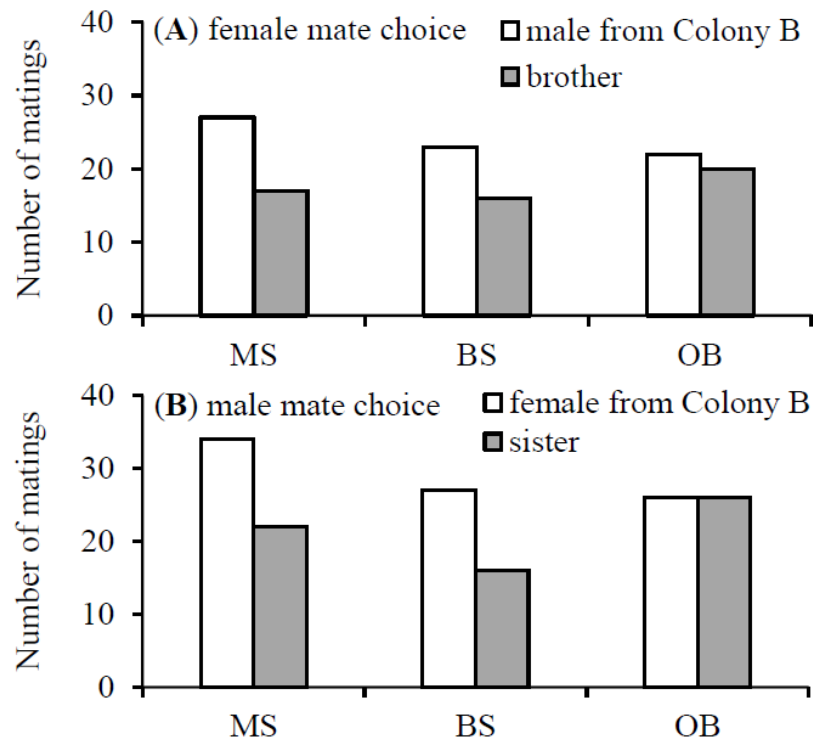 (A) female mate choice
male from Colony B
brother
Number of matings
40
30
20
10
0
MS BS OB
(B) male mate choice
female from Colony B
sister
Number of matings
40
30
20
10
0
MS BS OB